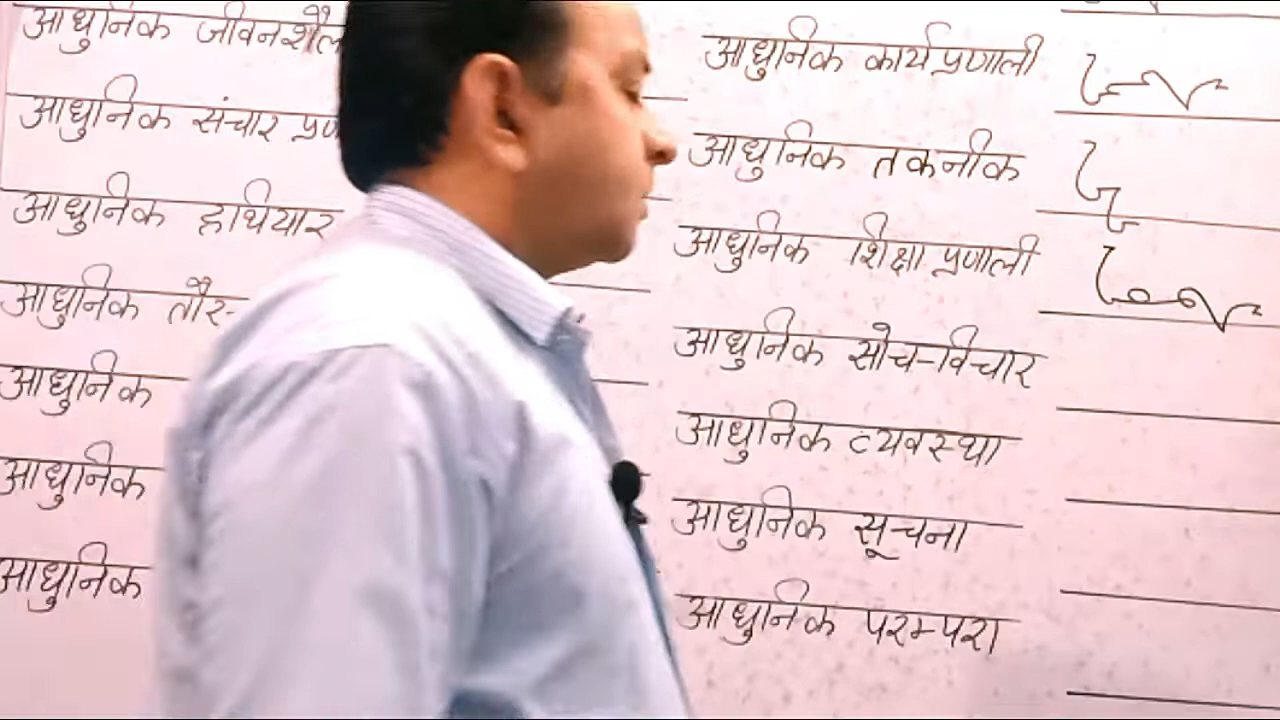 आधुनिक
आधुनिक संचार
आधुनिक हथियार
आधुनिक तौर-
आधुनिक
आधुनिक
आधुनिक
आधुनिक कार्यप्रणाली
आधुनिक तकनीक
आधुनिक शिक्षा प्रणाली
आधुनिक सोच-विचार
आधुनिक व्यवस्था
आधुनिक सूचना
आधुनिक परम्परा